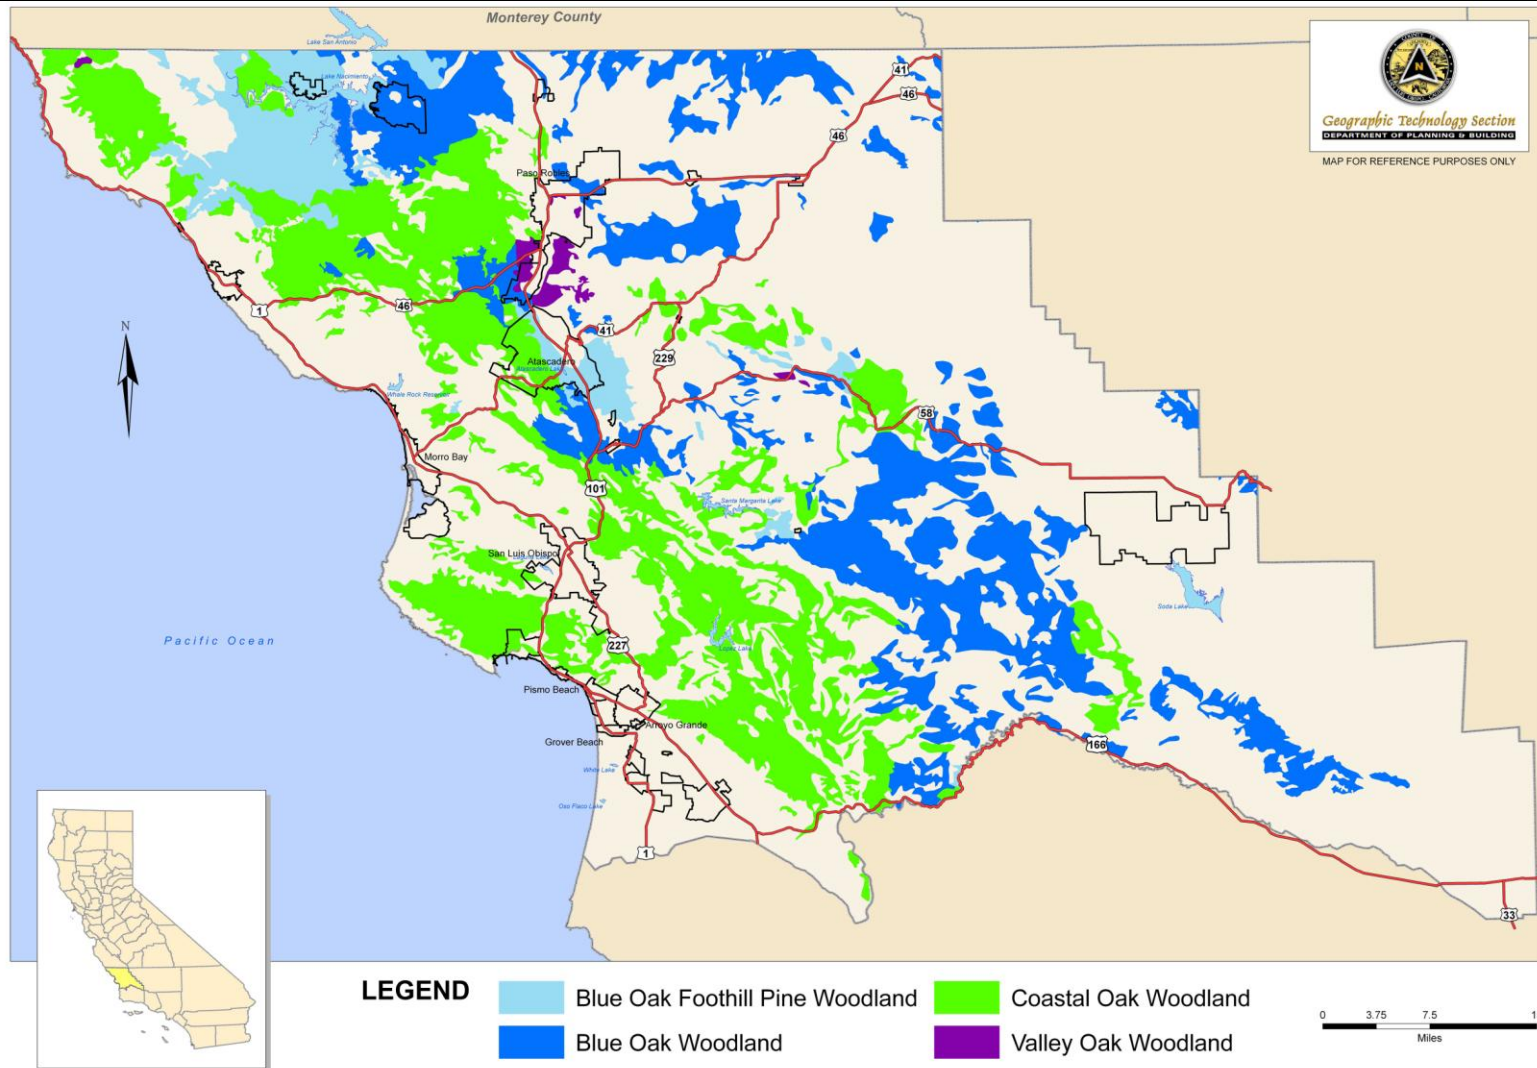 Monterey County
Lake San Antonio
Lake Nacimiento
41
46
46
Paso Robles
1
46
41
Atascadero
Atascadero Lake
229
Whale Rock Reservoir
58
Morro Bay
101
Santa Margarita Lake
San Luis Obispo
Soda Lake
Pacific Ocean
227
Lopez Lake
Pismo Beach
Arroyo Grande
Grover Beach
166
White Lake
Oso Flaco Lake
1
33
N
COUNTY OF
N
Geographic Technology Section
DEPARTMENT OF PLANNING & BUILDING
MAP FOR REFERENCE PURPOSES ONLY
LEGEND
Blue Oak Foothill Pine Woodland
Coastal Oak Woodland
Blue Oak Woodland
Valley Oak Woodland
0 3.75 7.5 1
Miles